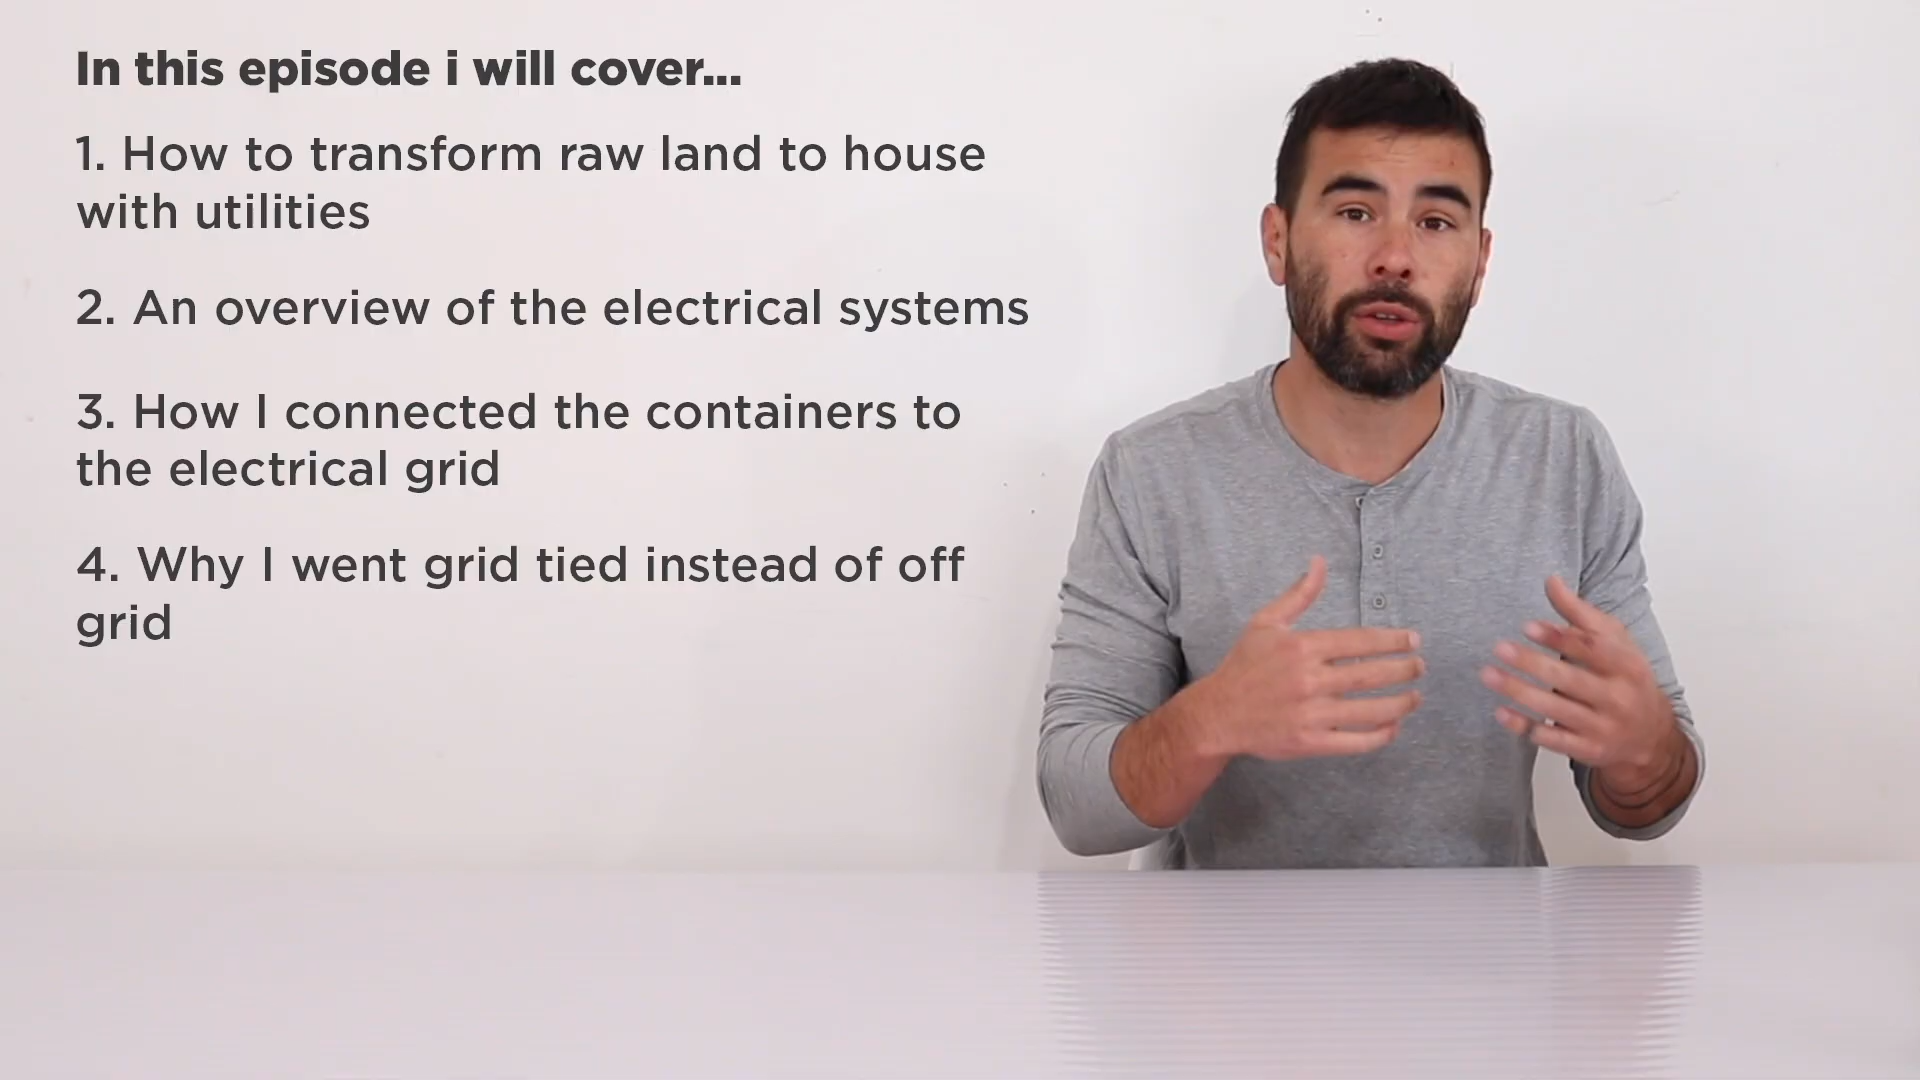 In this episode i will cover...
1. How to transform raw land to house
with utilities
2. An overview of the electrical systems
3. How I connected the containers to
the electrical grid
4. Why I went grid tied instead of off
grid